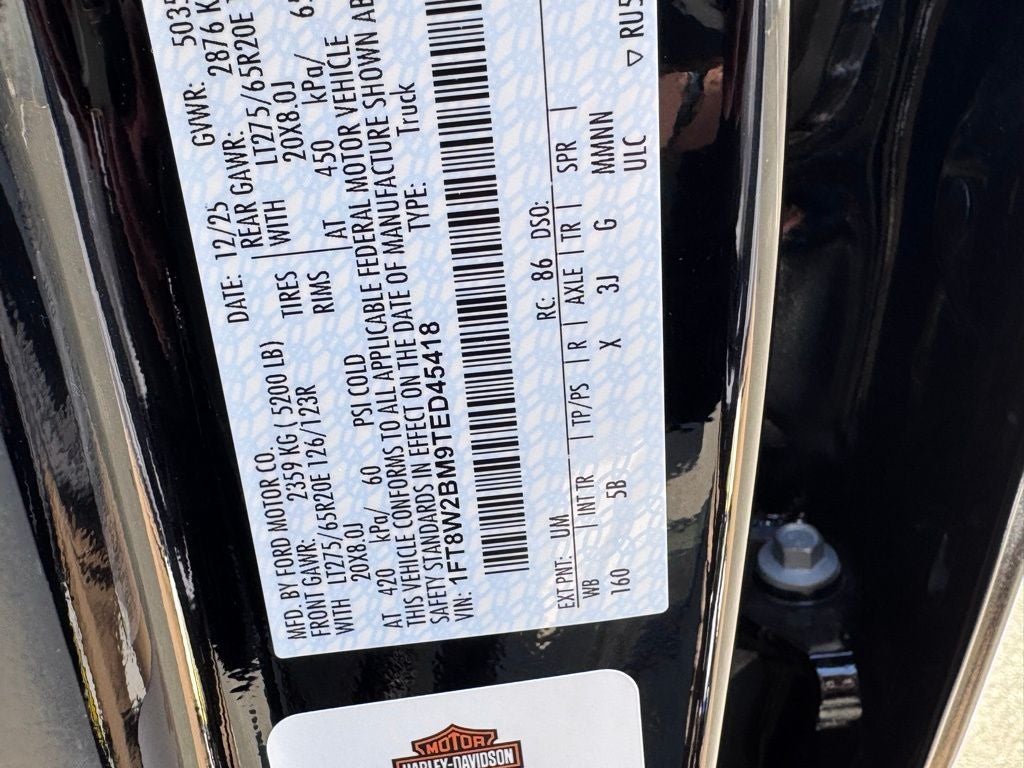 MFD. BY FORD MOTOR CO.
DATE: 12/25
GVWR: 5035
FRONT GAWR: 2359 KG ( 5200 LB)
REAR GAWR: 2876 K
WITH LT275/65R20E 126/123R TIRES
WITH LT275/65R20E
20X8.0J RIMS
20X8.0J
AT 420 kPa/ 60 PSI COLD
AT 450 kPa/ 65
THIS VEHICLE CONFORMS TO ALL APPLICABLE FEDERAL MOTOR VEHICLE
SAFETY STANDARDS IN EFFECT ON THE DATE OF MANUFACTURE SHOWN AB
VIN: 1FT8W2BM9TED45418 TYPE: Truck
EXT PNT: UM RC: 86 DSO:
WB | INT TR | TP/PS | R | AXLE | TR | SPR |
160 5B X 3J G MMNN
ULC ▽ RU5
MOTOR
HARLEY-DAVIDSON